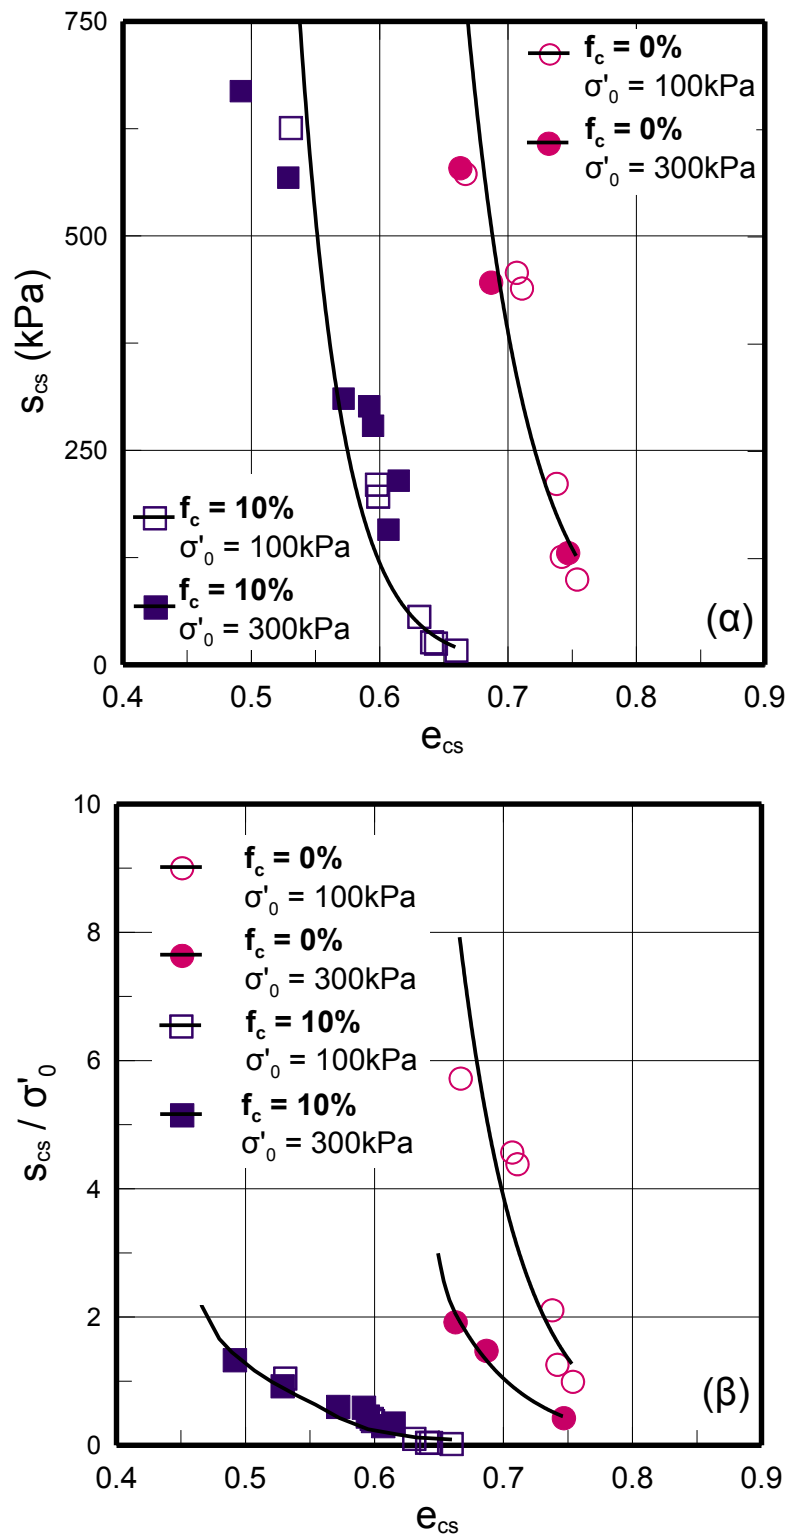 750
500
250
0
s_cs (kPa)
f_c = 0%
σ'_0 = 100kPa
f_c = 0%
σ'_0 = 300kPa
f_c = 10%
σ'_0 = 100kPa
f_c = 10%
σ'_0 = 300kPa
(α)
0.4 0.5 0.6 0.7 0.8 0.9
e_cs
10
8
6
4
2
0
s_cs / σ'_0
f_c = 0%
σ'_0 = 100kPa
f_c = 0%
σ'_0 = 300kPa
f_c = 10%
σ'_0 = 100kPa
f_c = 10%
σ'_0 = 300kPa
(β)
0.4 0.5 0.6 0.7 0.8 0.9
e_cs